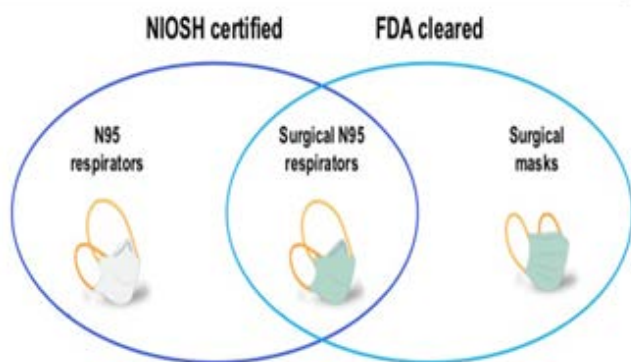 NIOSH certified
FDA cleared
N95
respirators
Surgical N95
respirators
Surgical
masks